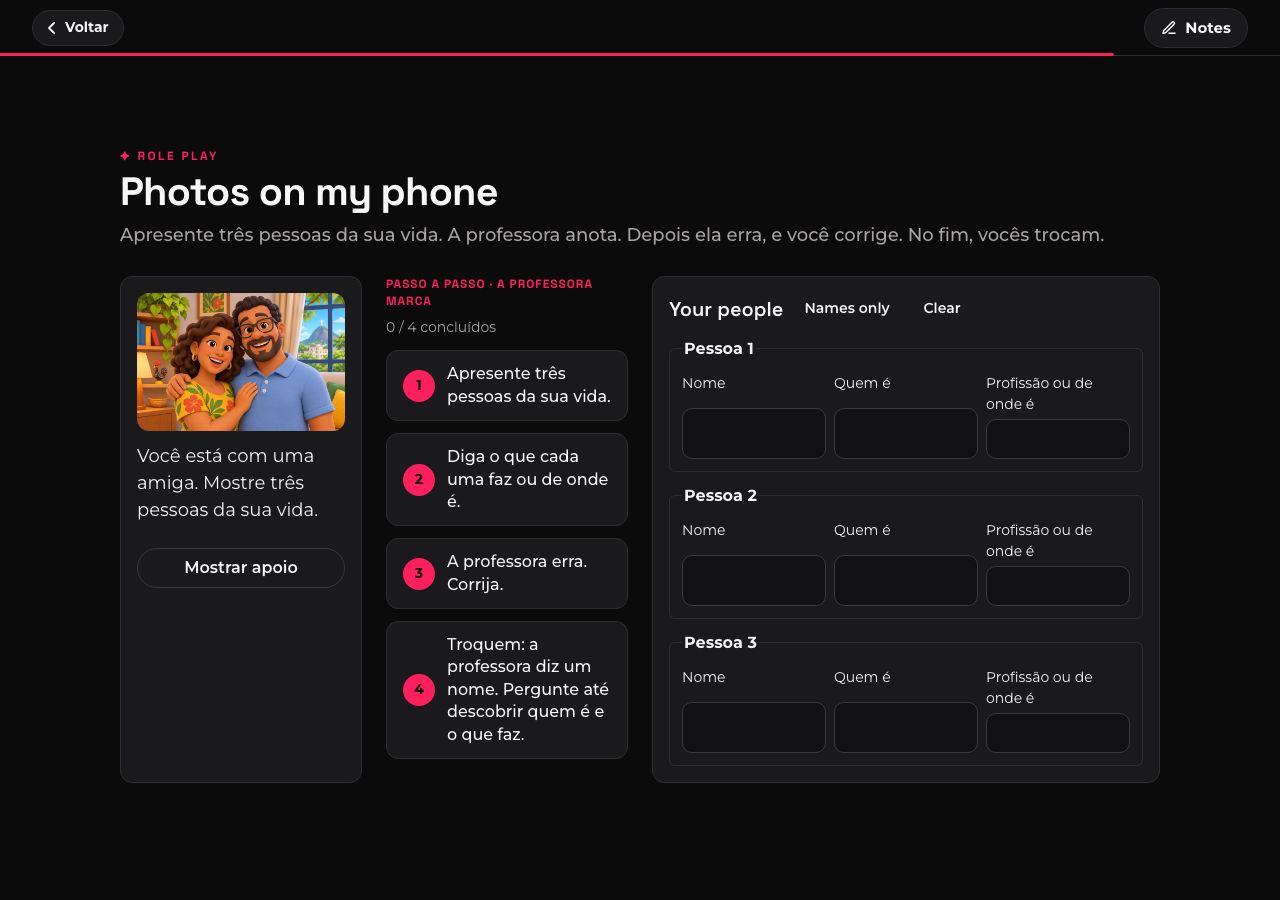 Voltar
Notes
ROLE PLAY
Photos on my phone
Apresente três pessoas da sua vida. A professora anota. Depois ela erra, e você corrige. No fim, vocês trocam.
Você está com uma
amiga. Mostre três
pessoas da sua vida.
Mostrar apoio
PASSO A PASSO · A PROFESSORA
MARCA
0 / 4 concluídos
1
Apresente três
pessoas da sua vida.
2
Diga o que cada
uma faz ou de onde
é.
3
A professora erra.
Corrija.
4
Troquem: a
professora diz um
nome. Pergunte até
descobrir quem é e
o que faz.
Your people
Names only
Clear
Pessoa 1
Nome
Quem é
Profissão ou de
onde é
Pessoa 2
Nome
Quem é
Profissão ou de
onde é
Pessoa 3
Nome
Quem é
Profissão ou de
onde é